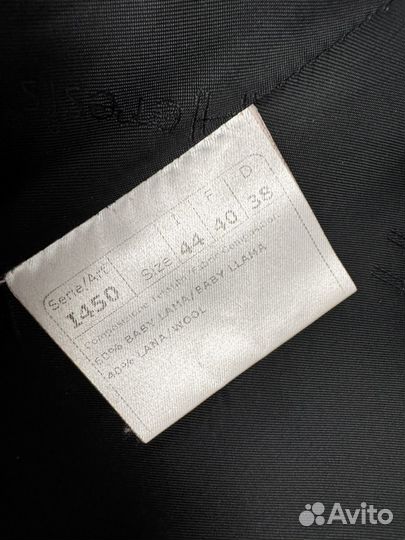 I F D
Serie/Art. Size 44 40 38
1450
Composizione Tessuto/Fabric Composition
60% BABY LAMA/BABY LLAMA
40% LANA/WOOL
Avito